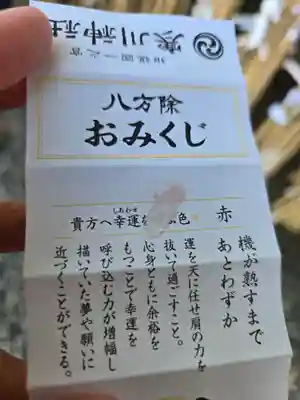 寒川神社
相模國一之宮
八方除
おみくじ
しあわせ
貴方へ幸運を 色 赤
機が熟すまで
あとわずか
運を天に任せ肩の力を
抜いて過ごすこと。
心身ともに余裕を
もつことで幸運を
呼び込む力が増幅し
描いていた夢や願いに
近づくことができる。